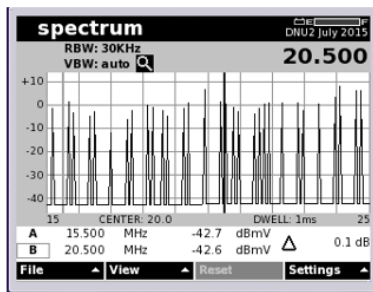 spectrum
E F
DNU2 July 2015
RBW: 30KHz
VBW: auto
20.500
+10
0
-10
-20
-30
-40
15 CENTER: 20.0 DWELL: 1ms 25
A 15.500 MHz -42.7 dBmV
B 20.500 MHz -42.6 dBmV
Δ 0.1 dB
File View Reset Settings